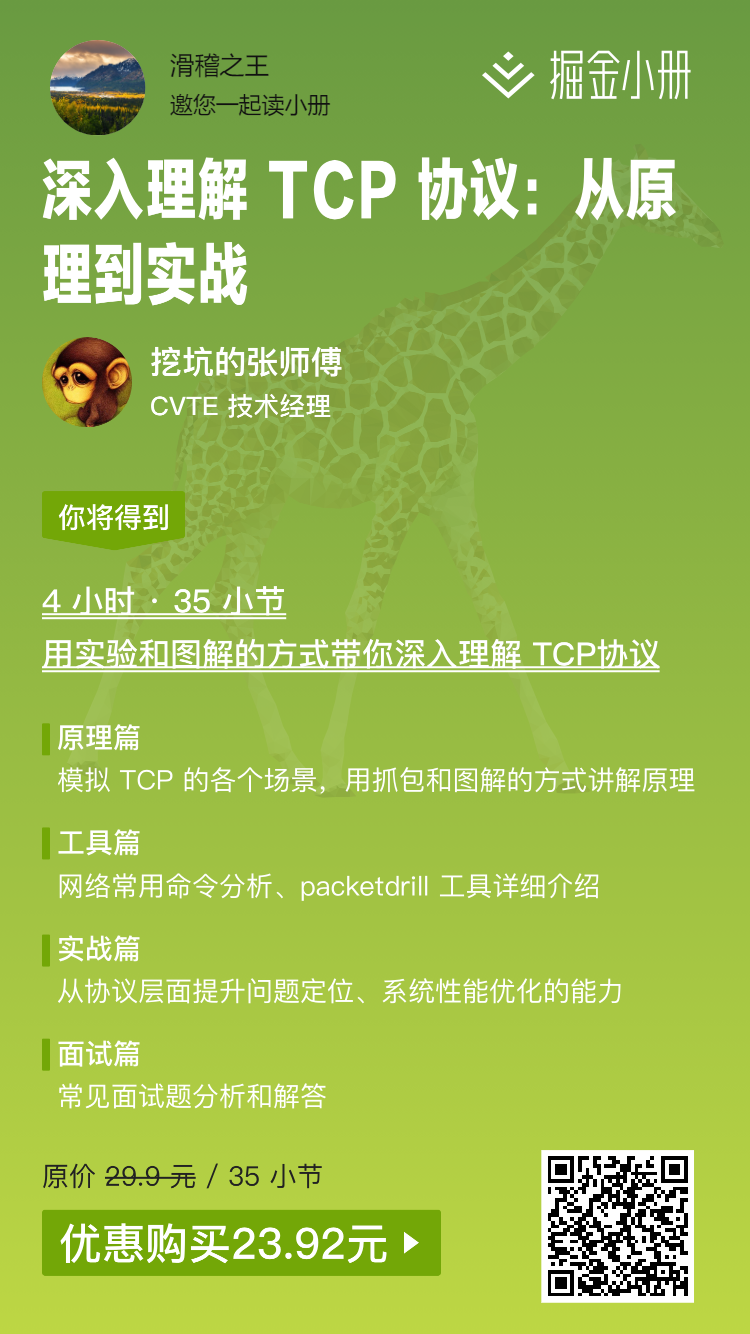 滑稽之王
邀您一起读小册
掘金小册
深入理解 TCP 协议：从原
理到实战
挖坑的张师傅
CVTE 技术经理
你将得到
4 小时 · 35 小节
用实验和图解的方式带你深入理解 TCP协议
原理篇
模拟 TCP 的各个场景，用抓包和图解的方式讲解原理
工具篇
网络常用命令分析、packetdrill 工具详细介绍
实战篇
从协议层面提升问题定位、系统性能优化的能力
面试篇
常见面试题分析和解答
原价 29.9 元 / 35 小节
优惠购买23.92元